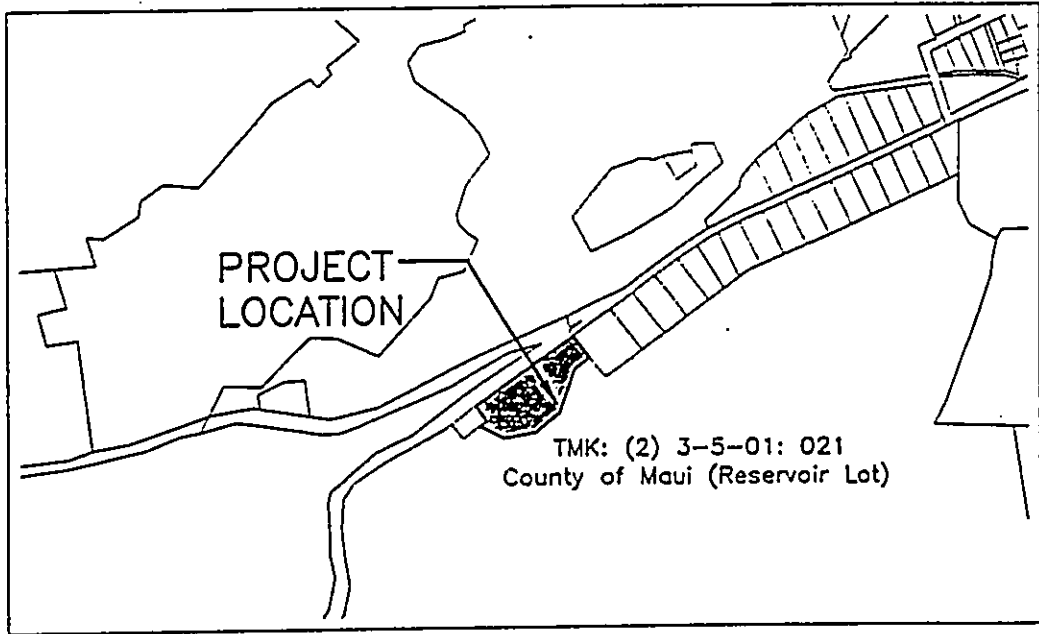 PROJECT
LOCATION
TMK: (2) 3-5-01: 021
County of Maui (Reservoir Lot)